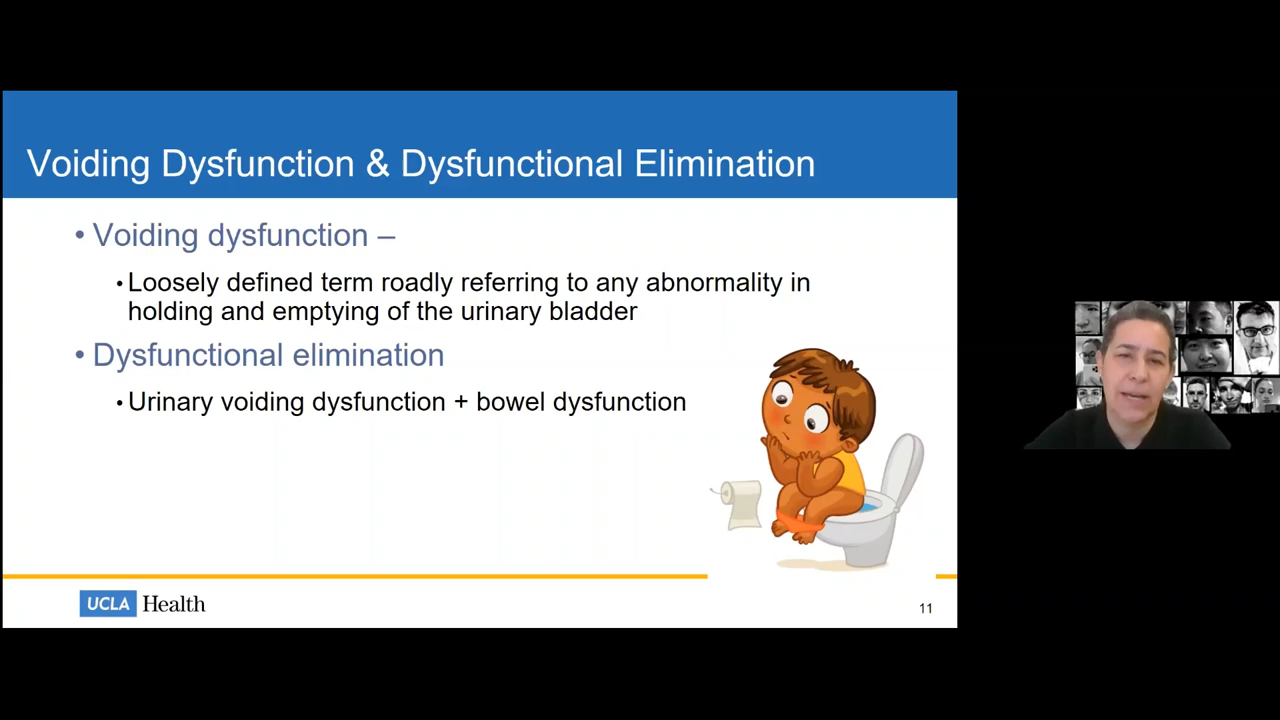 Voiding Dysfunction & Dysfunctional Elimination
• Voiding dysfunction –
• Loosely defined term roadly referring to any abnormality in
holding and emptying of the urinary bladder
• Dysfunctional elimination
• Urinary voiding dysfunction + bowel dysfunction
UCLA Health
11